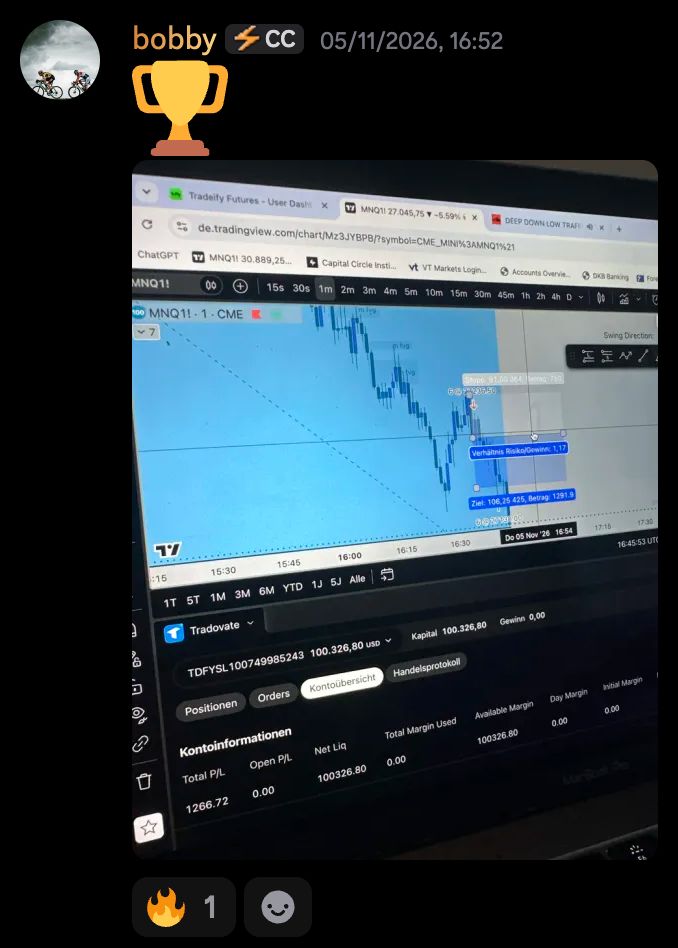 bobby ⚡ CC 05/11/2026, 16:52
Tradeify Futures - User Dash
MNQ1! 27.045,75 ▼ −5.59%
DEEP DOWN LOW TRAF
de.tradingview.com/chart/Mz3JYBPB/?symbol=CME_MINI%3AMNQ1%21
ChatGPT
MNQ1! 30.889,25...
Capital Circle Insti...
VT Markets Login...
Accounts Overvie...
DKB Banking
MNQ1!
15s 30s 1m 2m 3m 4m 5m 10m 15m 30m 45m 1h 2h 4h D
MNQ1! · 1 · CME
7
Swing Direction:
Verhältnis Risiko/Gewinn: 1,17
Ziel: 106,25 425, Betrag: 1291.9
:15 15:30 15:45 16:00 16:15 16:30 Do 05 Nov '26 16:54 17:15 17:30
1T 5T 1M 3M 6M YTD 1J 5J Alle
16:45:53 UTC
Tradovate
TDFYSL100749985243 100.326,80 USD
Kapital 100.326,80 Gewinn 0,00
Positionen Orders Kontoübersicht Handelsprotokoll
Kontoinformationen
Total P/L Open P/L Net Liq Total Margin Used Available Margin Day Margin Initial Margin
1266.72 0.00 100326.80 0.00 100326.80 0.00 0.00
MacBook Pro
1